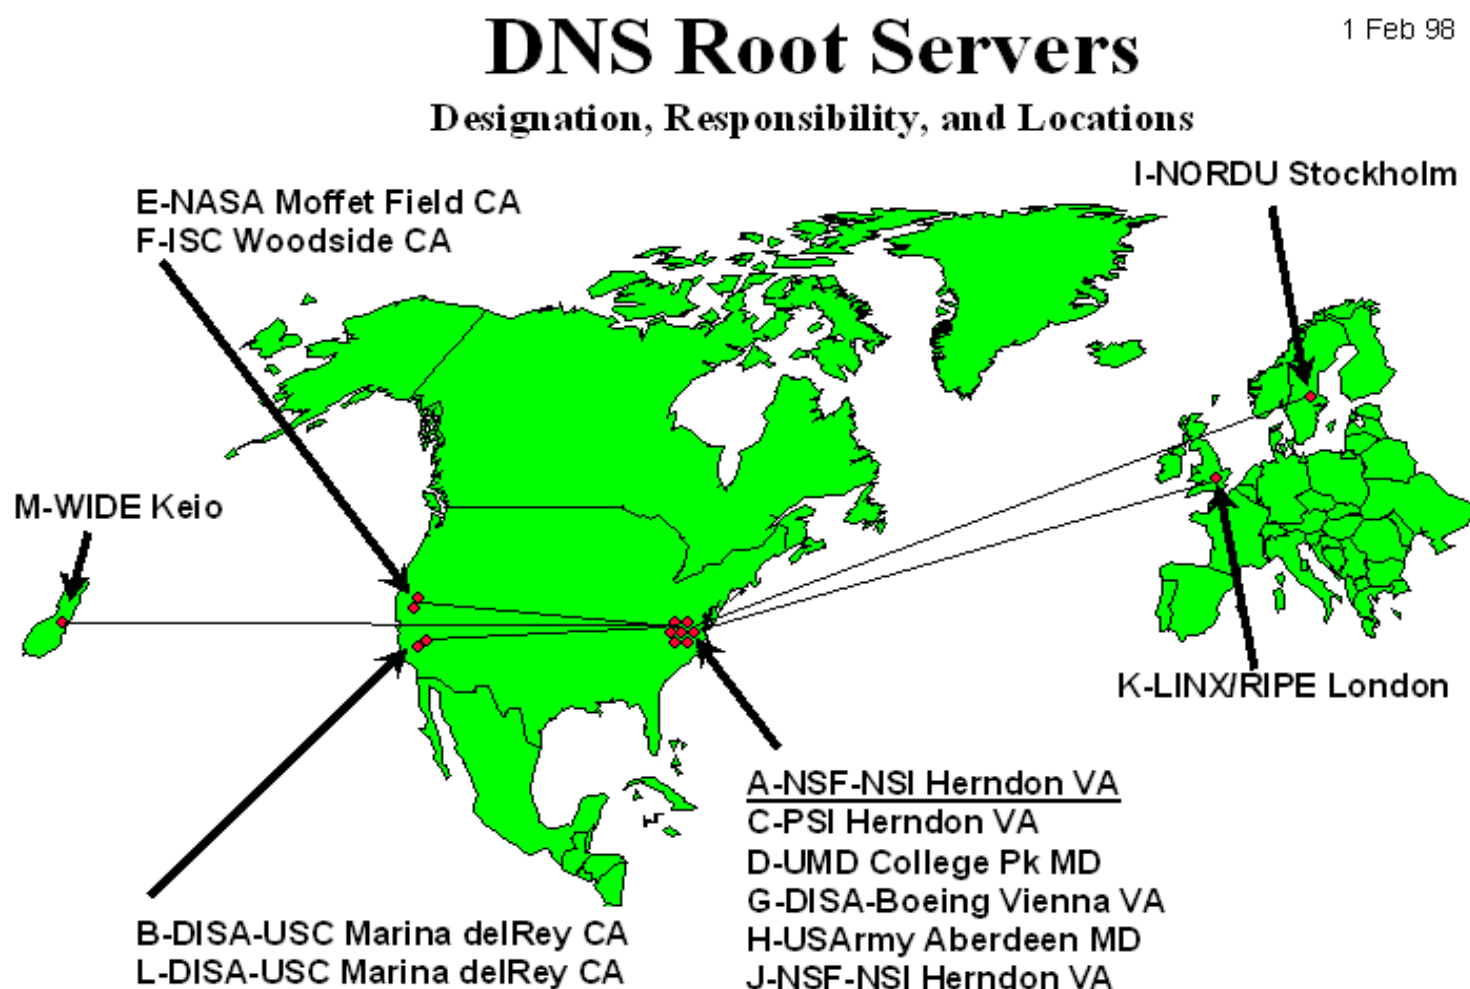 DNS Root Servers
1 Feb 98
Designation, Responsibility, and Locations
I-NORDU Stockholm
E-NASA Moffet Field CA
F-ISC Woodside CA
M-WIDE Keio
K-LINX/RIPE London
A-NSF-NSI Herndon VA
C-PSI Herndon VA
D-UMD College Pk MD
G-DISA-Boeing Vienna VA
H-USArmy Aberdeen MD
J-NSF-NSI Herndon VA
B-DISA-USC Marina delRey CA
L-DISA-USC Marina delRey CA